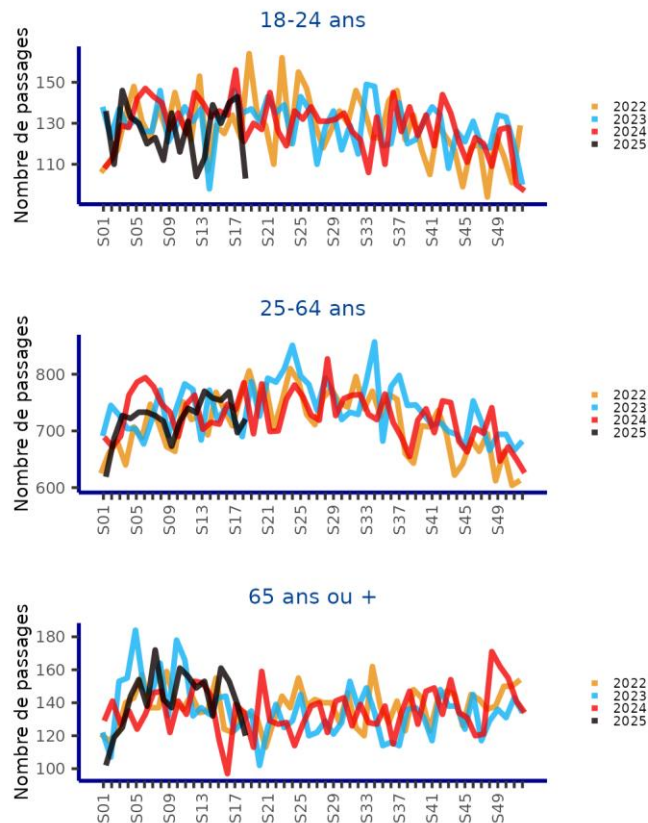 18-24 ans
Nombre de passages
150
130
110
S01
S05
S09
S13
S17
S21
S25
S29
S33
S37
S41
S45
S49
2022
2023
2024
2025
25-64 ans
Nombre de passages
800
700
600
S01
S05
S09
S13
S17
S21
S25
S29
S33
S37
S41
S45
S49
2022
2023
2024
2025
65 ans ou +
Nombre de passages
180
160
140
120
100
S01
S05
S09
S13
S17
S21
S25
S29
S33
S37
S41
S45
S49
2022
2023
2024
2025